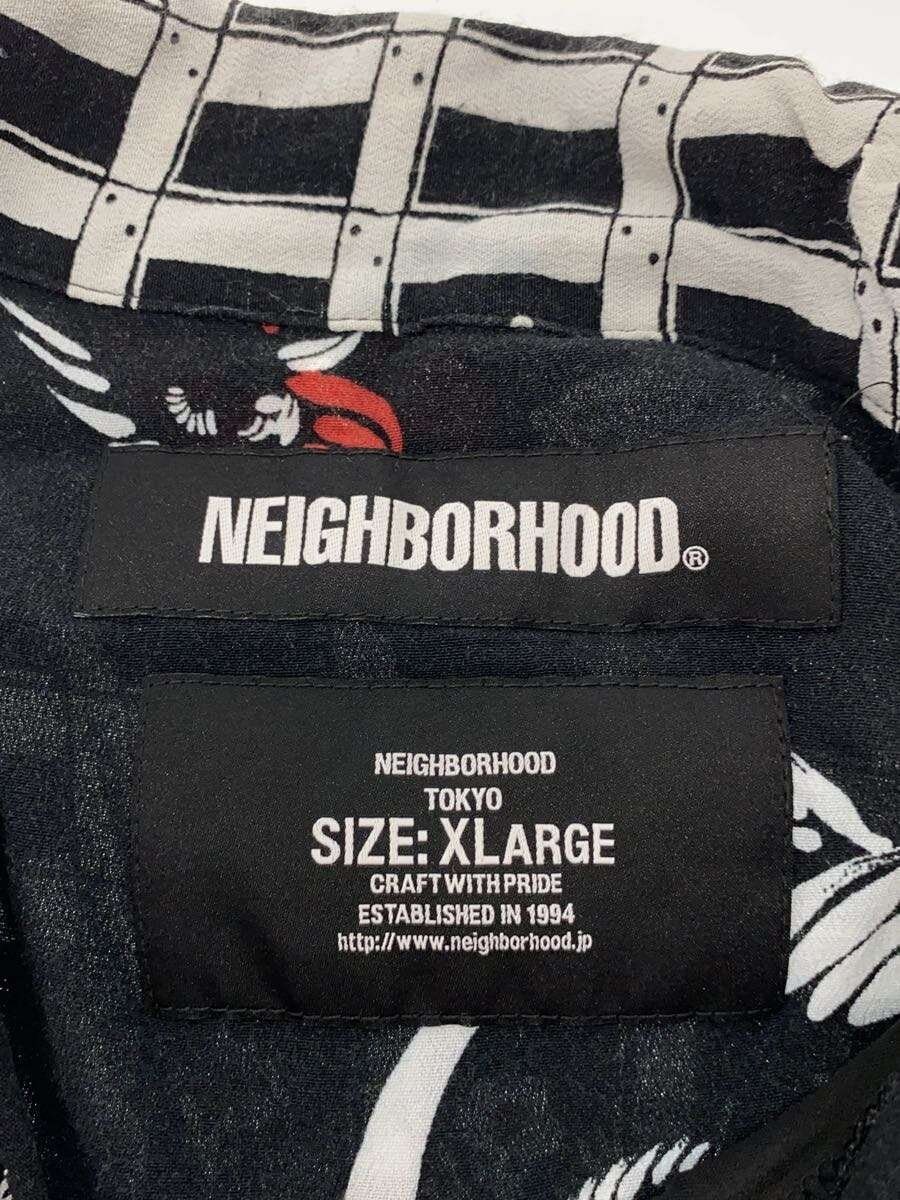 NEIGHBORHOOD®
NEIGHBORHOOD
TOKYO
SIZE: XLARGE
CRAFT WITH PRIDE
ESTABLISHED IN 1994
http://www.neighborhood.jp